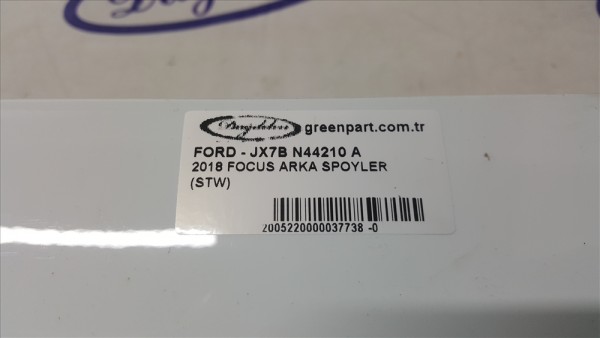 greenpart.com.tr
FORD - JX7B N44210 A
2018 FOCUS ARKA SPOYLER
(STW)
2005220000037738 -0